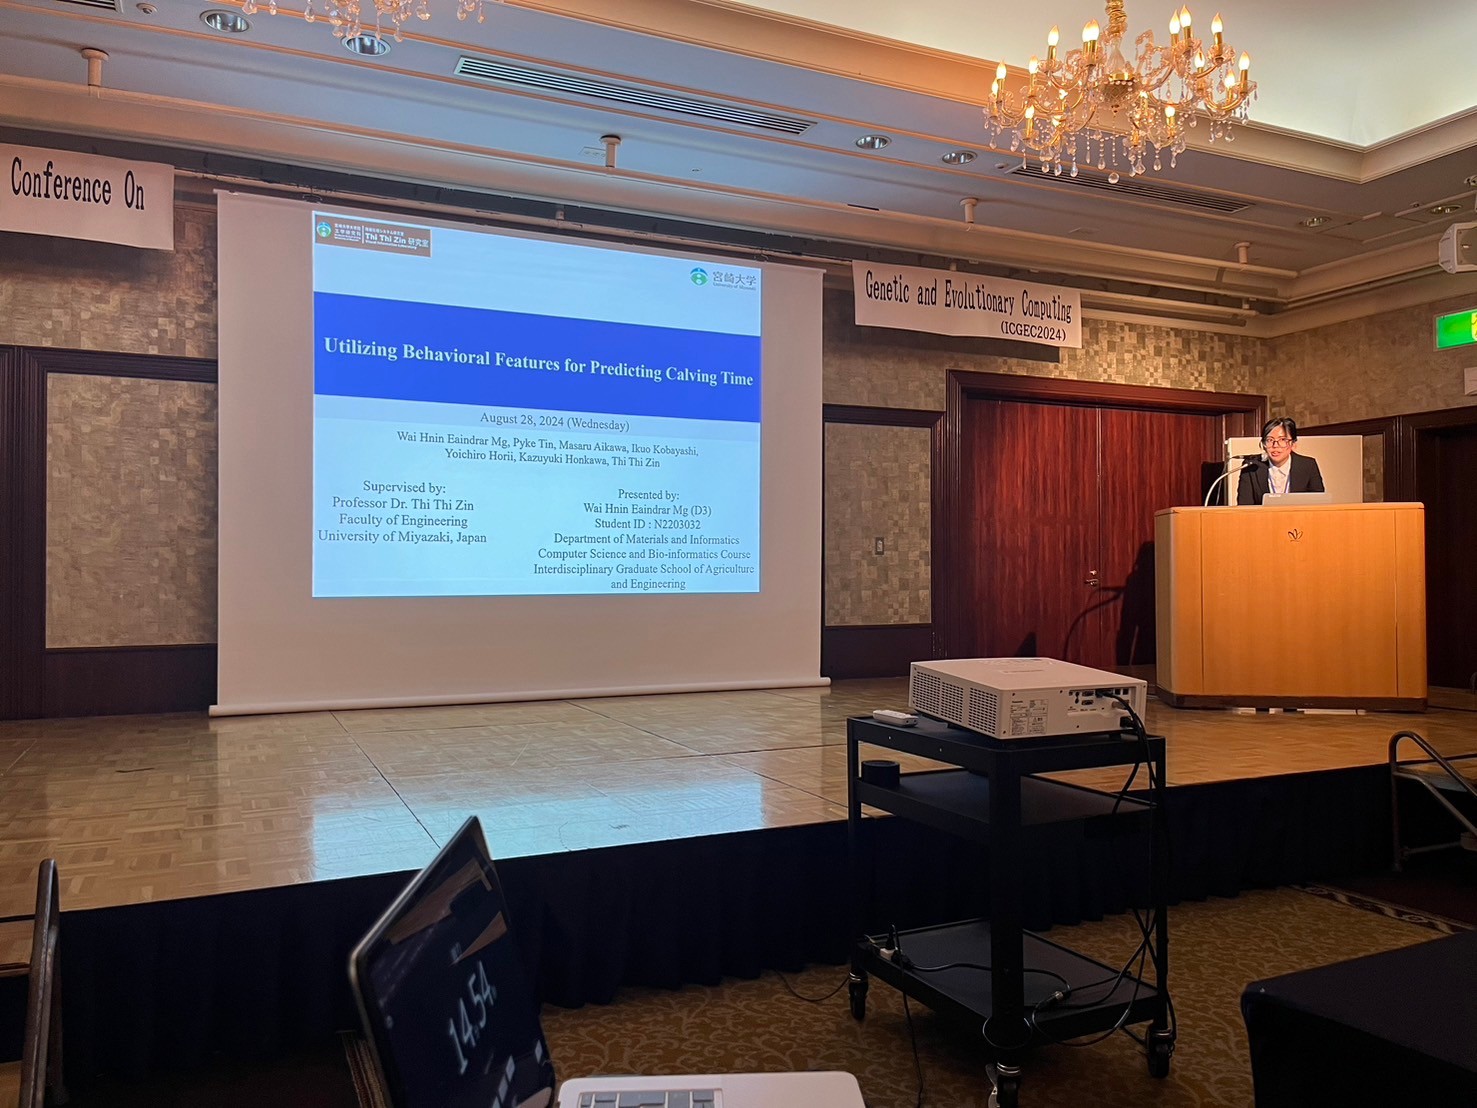 Conference On
Genetic and Evolutionary Computing
(ICGEC2024)
Thi Thi Zin 研究室
宮崎大学
University of Miyazaki
Utilizing Behavioral Features for Predicting Calving Time
August 28, 2024 (Wednesday)
Wai Hnin Eaindrar Mg, Pyke Tin, Masaru Aikawa, Ikuo Kobayashi,
Yoichiro Horii, Kazuyuki Honkawa, Thi Thi Zin
Supervised by:
Professor Dr. Thi Thi Zin
Faculty of Engineering
University of Miyazaki, Japan
Presented by:
Wai Hnin Eaindrar Mg (D3)
Student ID : N2203032
Department of Materials and Informatics
Computer Science and Bio-informatics Course
Interdisciplinary Graduate School of Agriculture
and Engineering
14:54